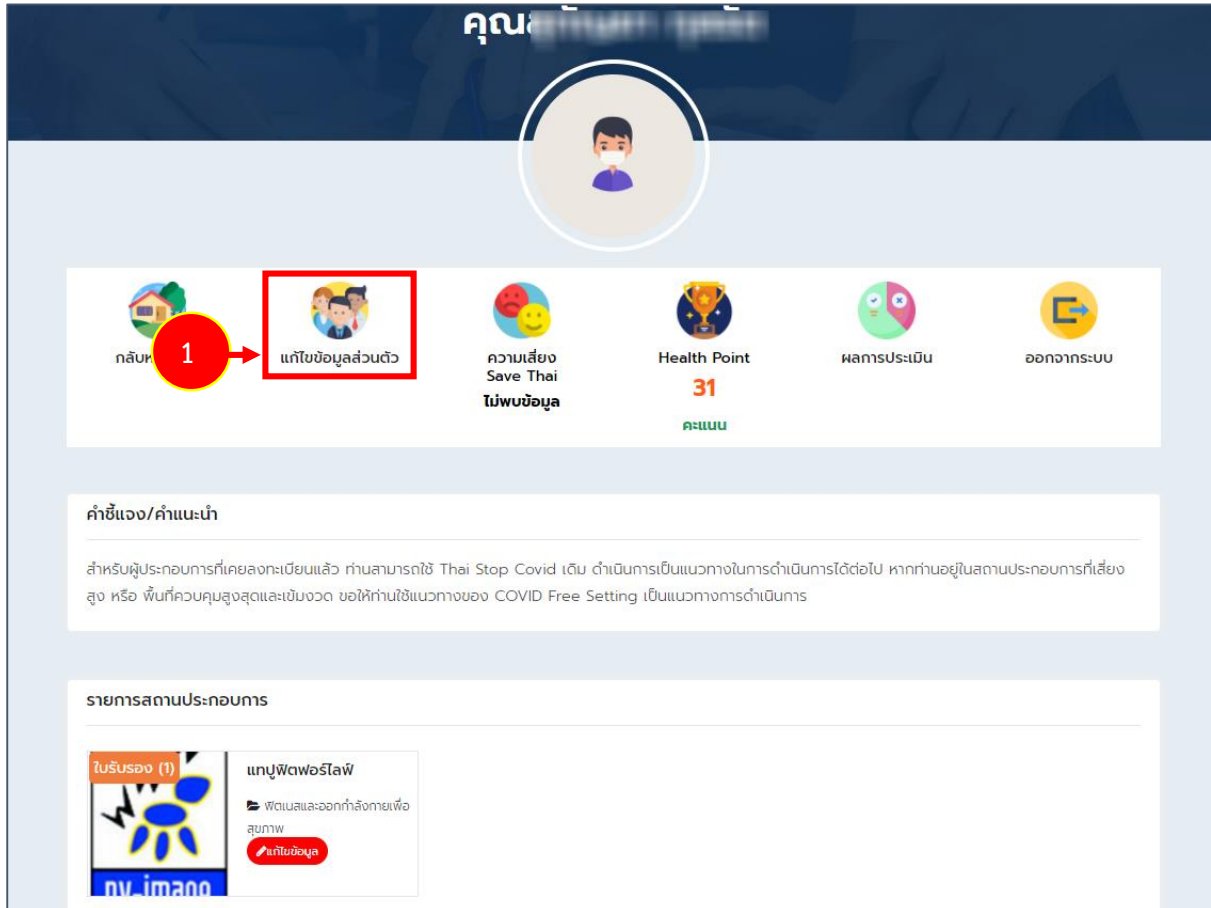 คุณ
กลับ
1
แก้ไขข้อมูลส่วนตัว
ความเสี่ยง
Save Thai
ไม่พบข้อมูล
Health Point
31
คะแนน
ผลการประเมิน
ออกจากระบบ
คำชี้แจง/คำแนะนำ
สำหรับผู้ประกอบการที่เคยลงทะเบียนแล้ว ท่านสามารถใช้ Thai Stop Covid เดิม ดำเนินการเป็นแนวทางในการดำเนินการได้ต่อไป หากท่านอยู่ในสถานประกอบการที่เสี่ยง
สูง หรือ พื้นที่ควบคุมสูงสุดและเข้มงวด ขอให้ท่านใช้แนวทางของ COVID Free Setting เป็นแนวทางการดำเนินการ
รายการสถานประกอบการ
ใบรับรอง (1)
แทปูฟิตฟอร์ไลฟ์
ฟิตเนสและออกกำลังกายเพื่อ
สุขภาพ
แก้ไขข้อมูล